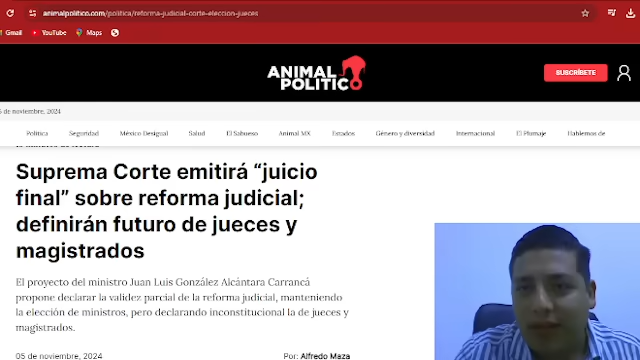 animalpolitico.com/politica/reforma-judicial-corte-eleccion-jueces
Gmail YouTube Maps
ANIMAL
POLITICO
SUSCRÍBETE
de noviembre, 2024
Política Seguridad México Desigual Salud El Sabueso Animal MX Estados Género y diversidad Internacional El Plumaje Hablemos de
Suprema Corte emitirá “juicio
final” sobre reforma judicial;
definirán futuro de jueces y
magistrados
El proyecto del ministro Juan Luis González Alcántara Carrancá
propone declarar la validez parcial de la reforma judicial, manteniendo
la elección de ministros, pero declarando inconstitucional la de jueces y
magistrados.
05 de noviembre, 2024 Por: Alfredo Maza